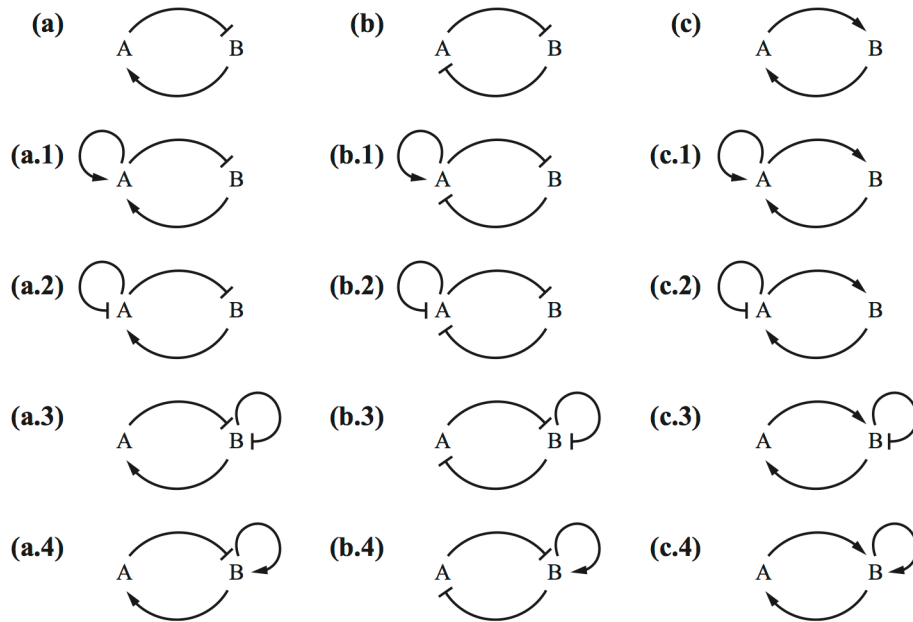 (a) (b) (c)
A B A B A B
(a.1) (b.1) (c.1)
A B A B A B
(a.2) (b.2) (c.2)
A B A B A B
(a.3) (b.3) (c.3)
A B A B A B
(a.4) (b.4) (c.4)
A B A B A B